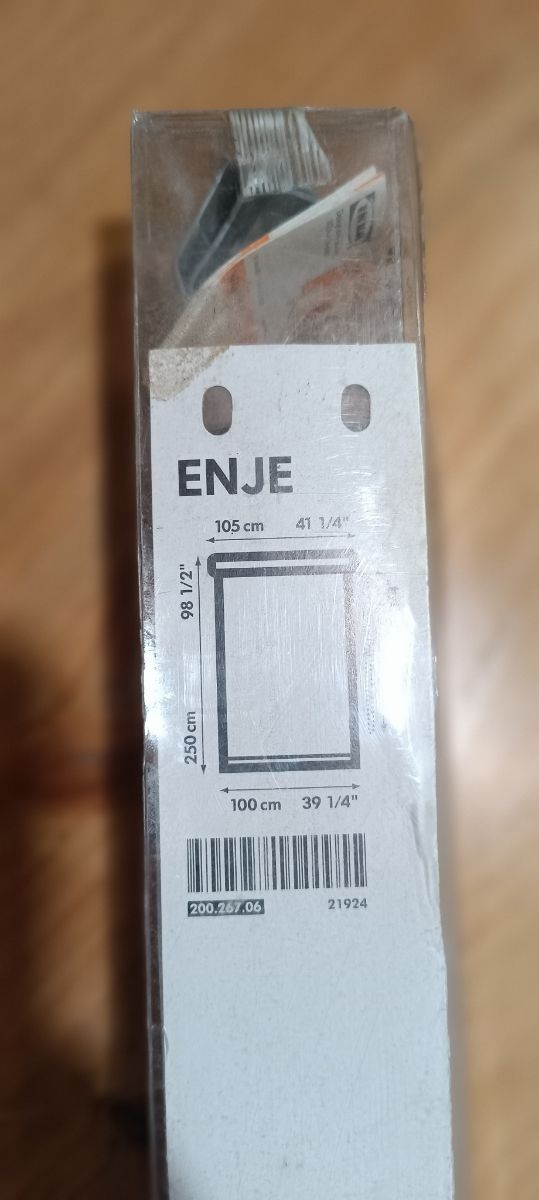 IKEA
ENJE
105 cm 41 1/4"
98 1/2"
250 cm
100 cm 39 1/4"
200.267.06 21924